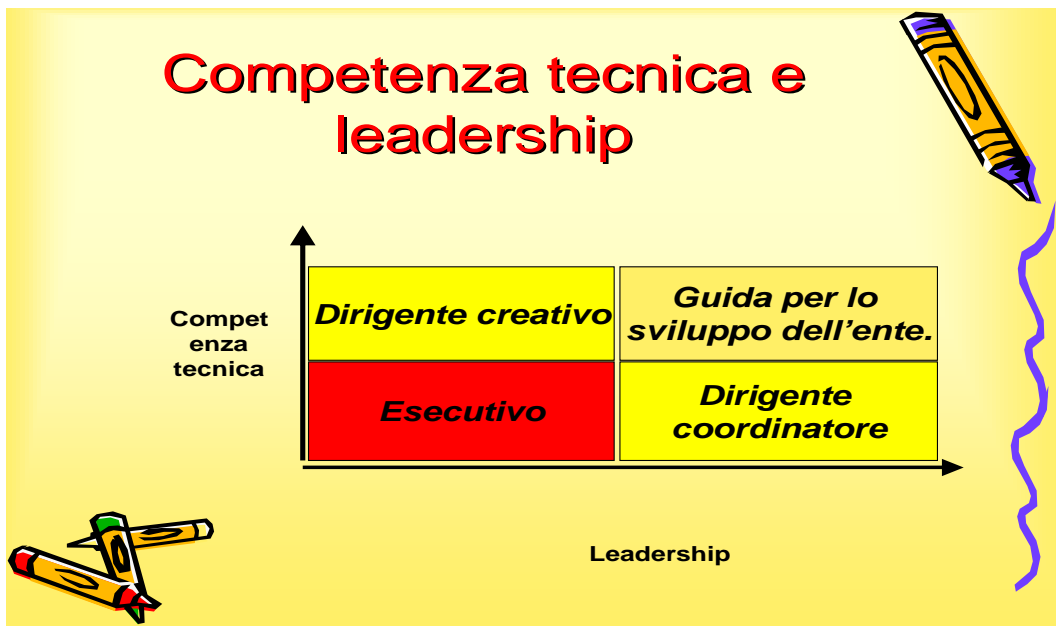 Competenza tecnica e
leadership
Compet
enza
tecnica
Dirigente creativo
Guida per lo
sviluppo dell’ente.
Esecutivo
Dirigente
coordinatore
Leadership